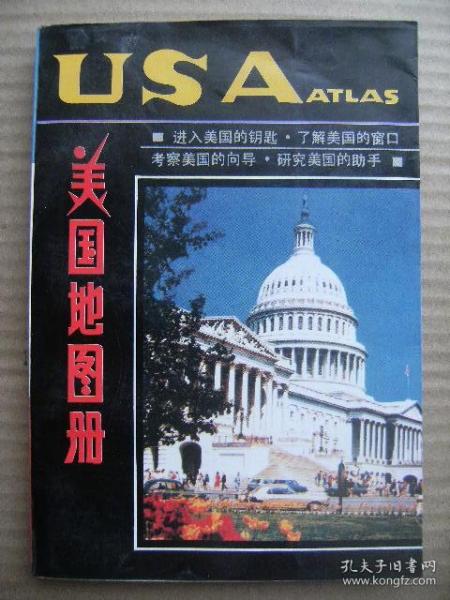 USA ATLAS
■ 进入美国的钥匙·了解美国的窗口
考察美国的向导·研究美国的助手 ■
美国地图册
孔夫子旧书网
www.kongfz.com